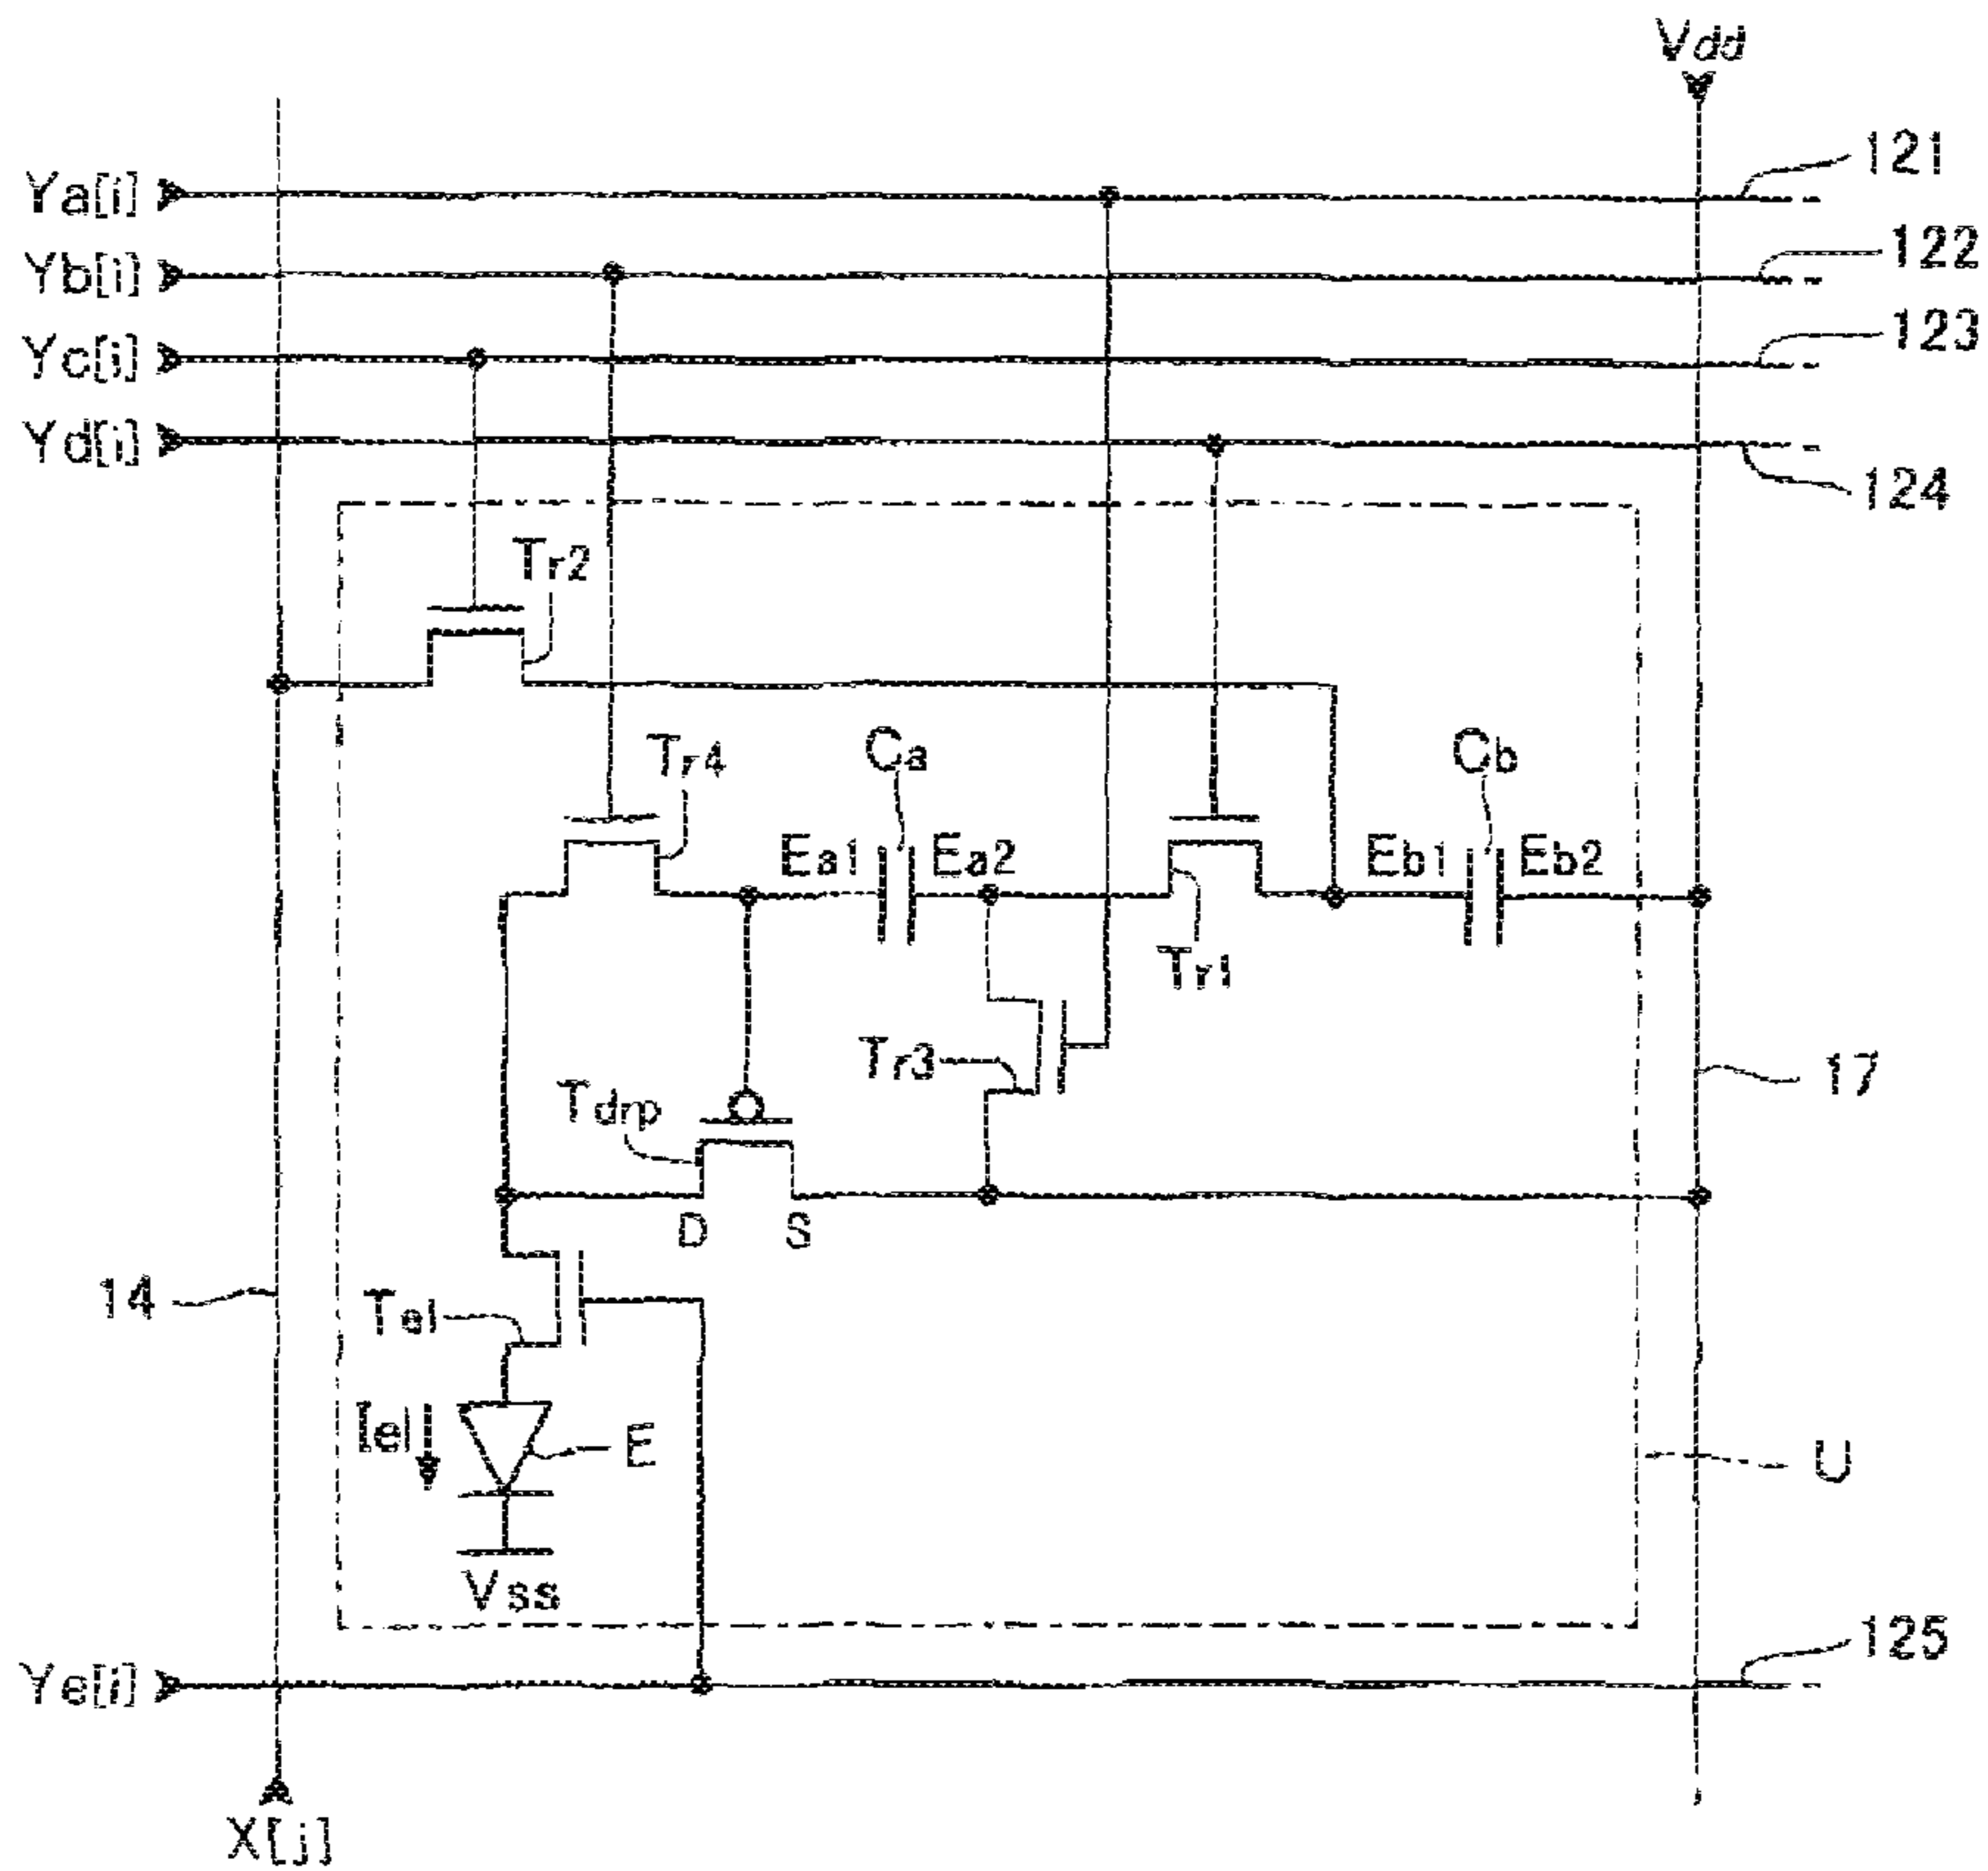 Vdd
Ya[i]
121
Yb[i]
122
Yc[i]
123
Yd[i]
124
Tr2
Tr4
Ca
Cb
Ea1
Ea2
Eb1
Eb2
Tr1
Tr3
Tdrp
17
D
S
14
Tel
Iel
E
U
Vss
125
Ye[i]
X[j]